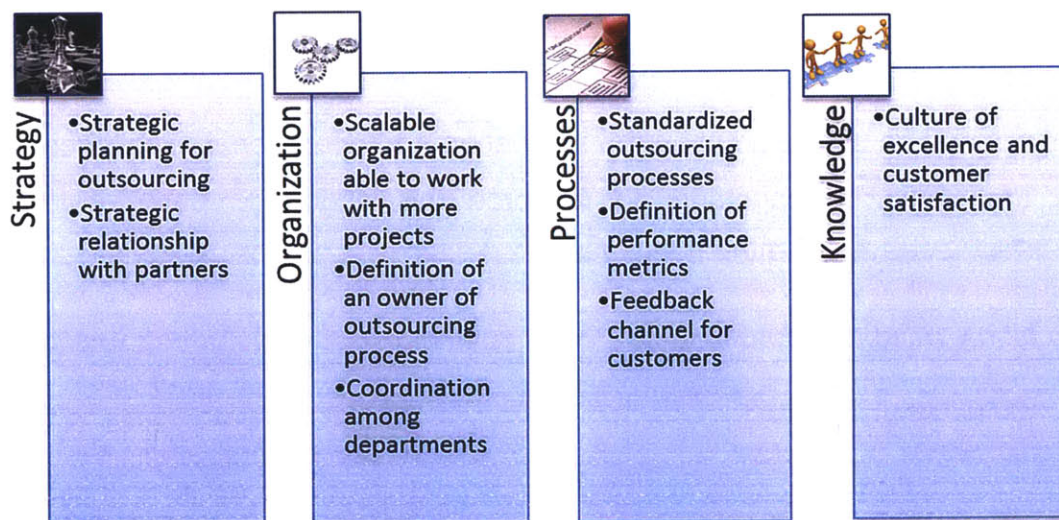 Strategy
•Strategic
planning for
outsourcing
•Strategic
relationship
with partners
Organization
•Scalable
organization
able to work
with more
projects
•Definition of
an owner of
outsourcing
process
•Coordination
among
departments
Processes
•Standardized
outsourcing
processes
•Definition of
performance
metrics
•Feedback
channel for
customers
Knowledge
•Culture of
excellence and
customer
satisfaction